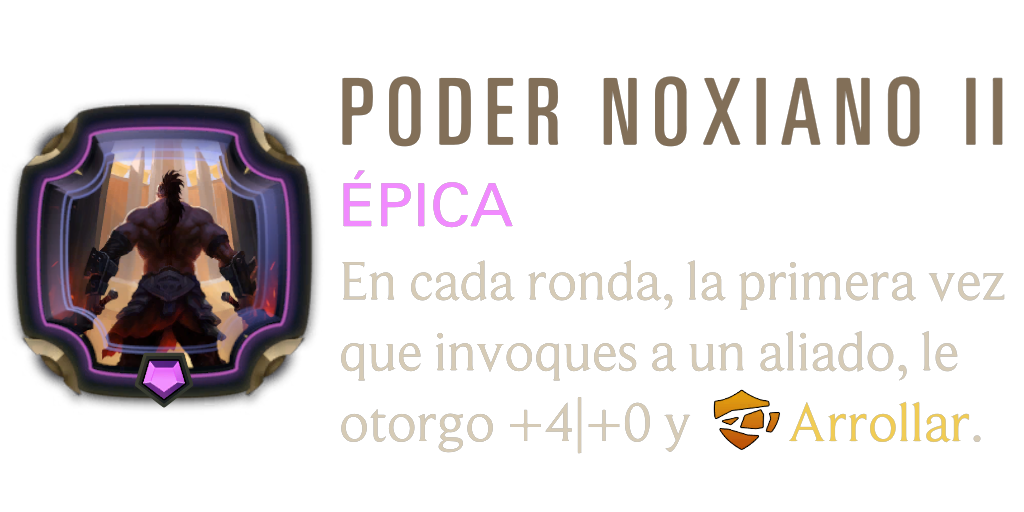 PODER NOXIANO II
ÉPICA
En cada ronda, la primera vez
que invoques a un aliado, le
otorgo +4|+0 y Arrollar.